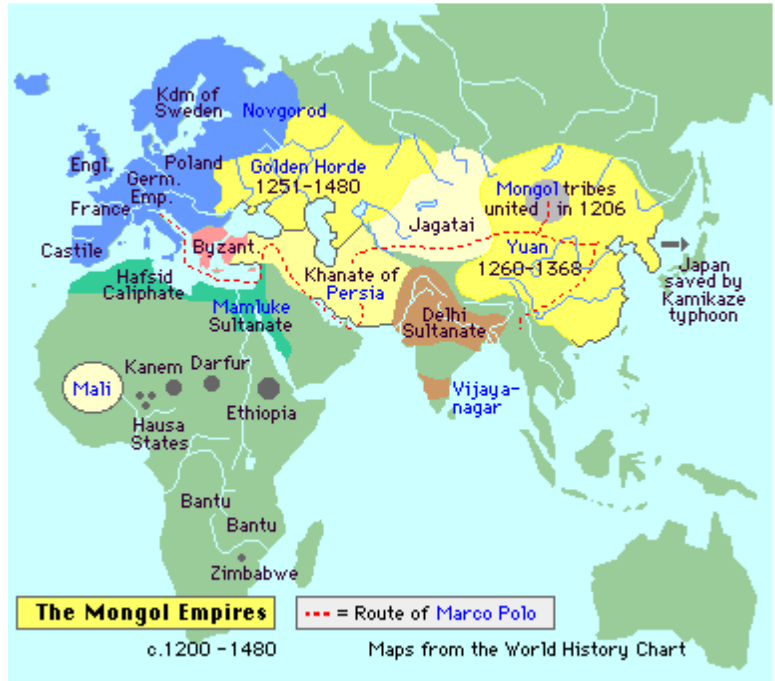 Kdm of
Sweden
Novgorod
Engl.
Poland
Germ.
Emp.
France
Castile
Golden Horde
1251-1480
Mongol tribes
united in 1206
Jagatai
Byzant.
Yuan
1260-1368
Japan
saved by
Kamikaze
typhoon
Hafsid
Caliphate
Khanate of
Persia
Mamluke
Sultanate
Delhi
Sultanate
Mali
Kanem
Darfur
Ethiopia
Hausa
States
Vijaya-
nagar
Bantu
Bantu
Zimbabwe
The Mongol Empires
= Route of Marco Polo
c.1200 -1480
Maps from the World History Chart